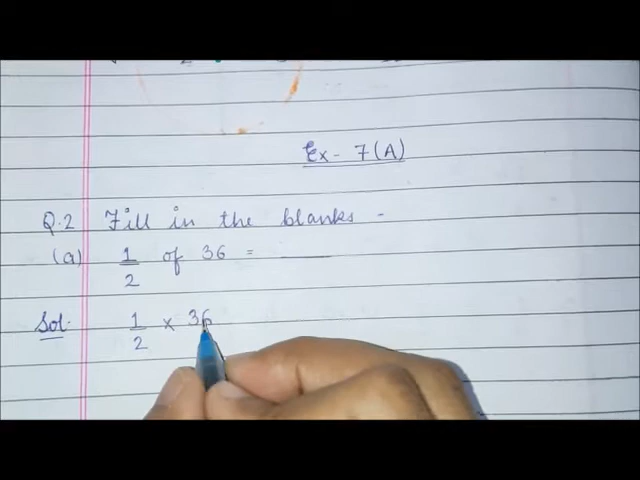 Ex- 7(A)
Q.2 Fill in the blanks -
(a) 1/2 of 36 = ____
Sol. 1/2 × 36